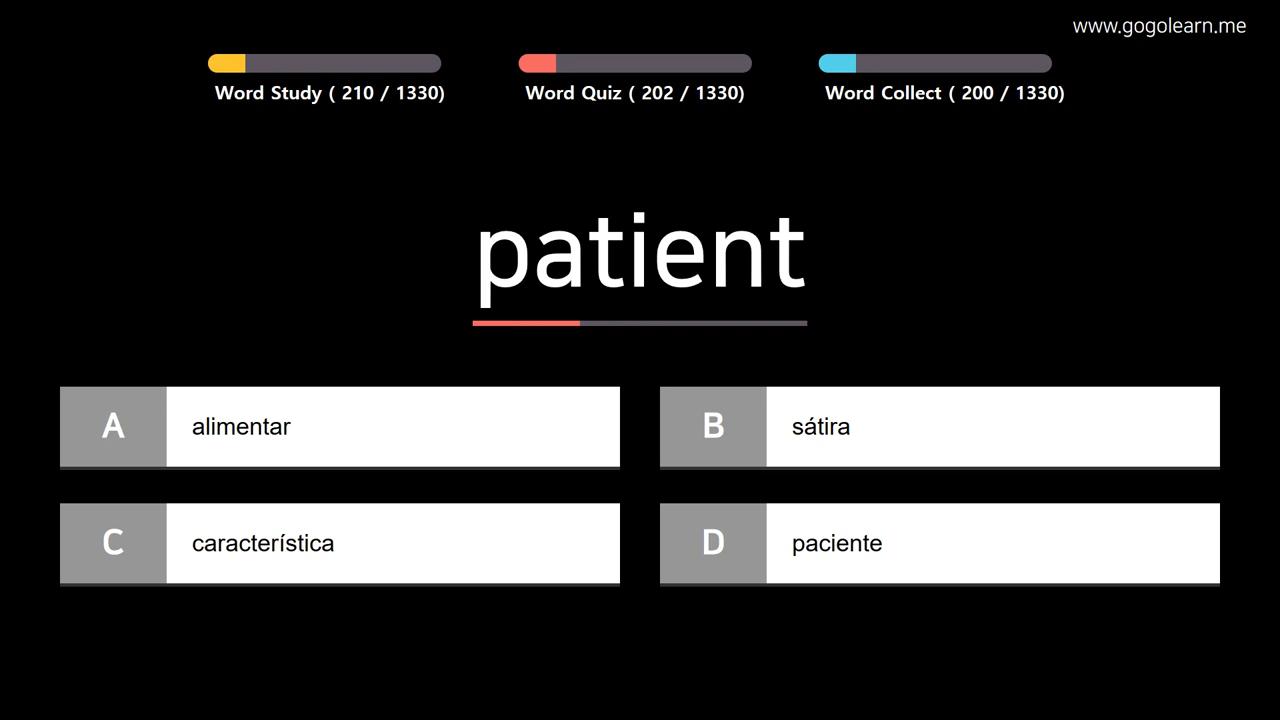 www.gogolearn.me
Word Study ( 210 / 1330)
Word Quiz ( 202 / 1330)
Word Collect ( 200 / 1330)
patient
A alimentar
B sátira
C característica
D paciente